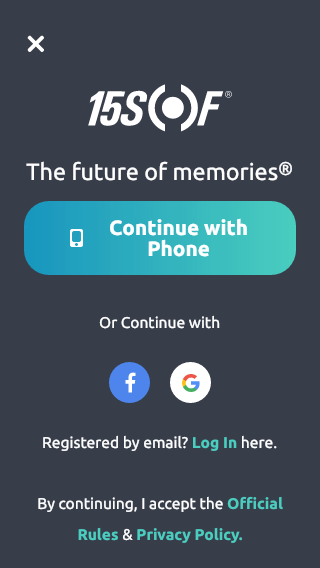 15SOF®
The future of memories®
Continue with
Phone
Or Continue with
Registered by email? Log In here.
By continuing, I accept the Official
Rules & Privacy Policy.